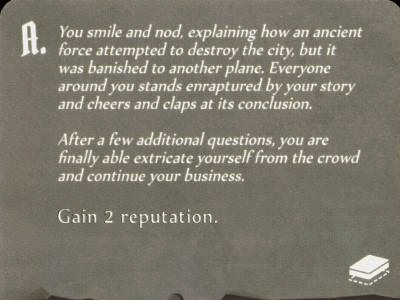 A. You smile and nod, explaining how an ancient
force attempted to destroy the city, but it
was banished to another plane. Everyone
around you stands enraptured by your story
and cheers and claps at its conclusion.
After a few additional questions, you are
finally able extricate yourself from the crowd
and continue your business.
Gain 2 reputation.